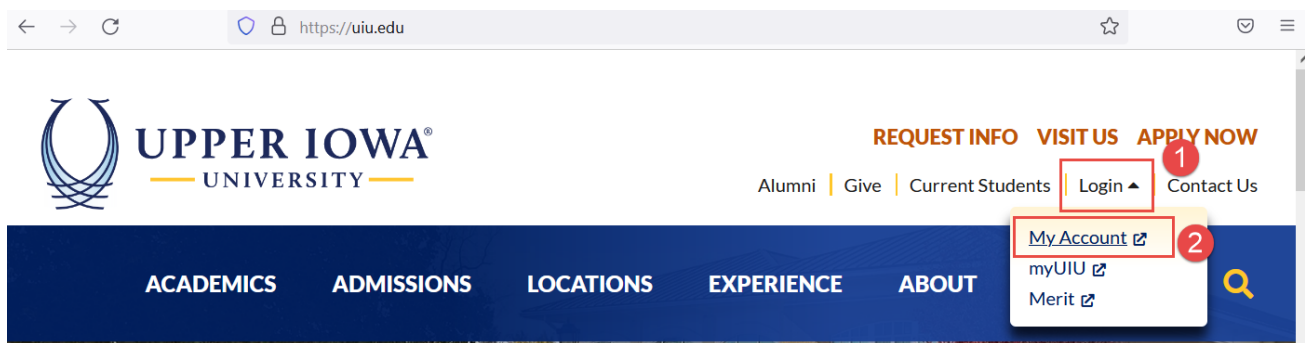 https://uiu.edu
UPPER IOWA®
UNIVERSITY
REQUEST INFO VISIT US APPLY NOW
1
Alumni Give Current Students Login Contact Us
My Account
2
myUIU
Merit
ACADEMICS ADMISSIONS LOCATIONS EXPERIENCE ABOUT